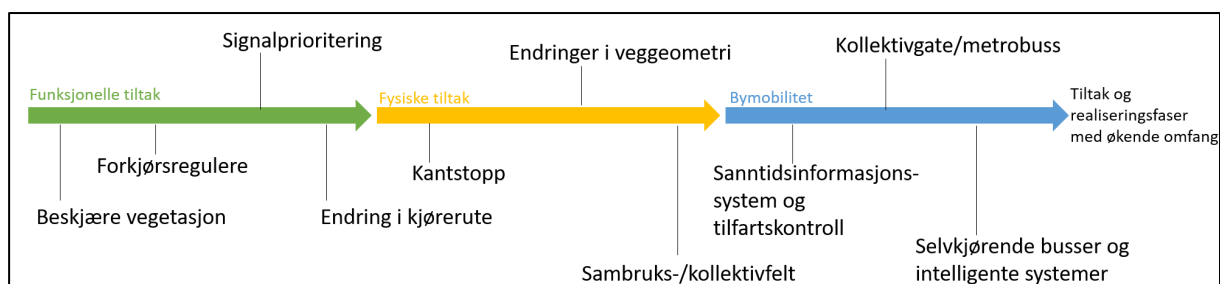 Signalprioritering
Endringer i veggeometri
Kollektivgate/metrobuss
Funksjonelle tiltak
Fysiske tiltak
Bymobilitet
Tiltak og
realiseringsfaser
med økende omfang
Forkjørsregulere
Kantstopp
Sanntidsinformasjons-
system og
tilfartskontroll
Beskjære vegetasjon
Endring i kjørerute
Sambruks-/kollektivfelt
Selvkjørende busser og
intelligente systemer